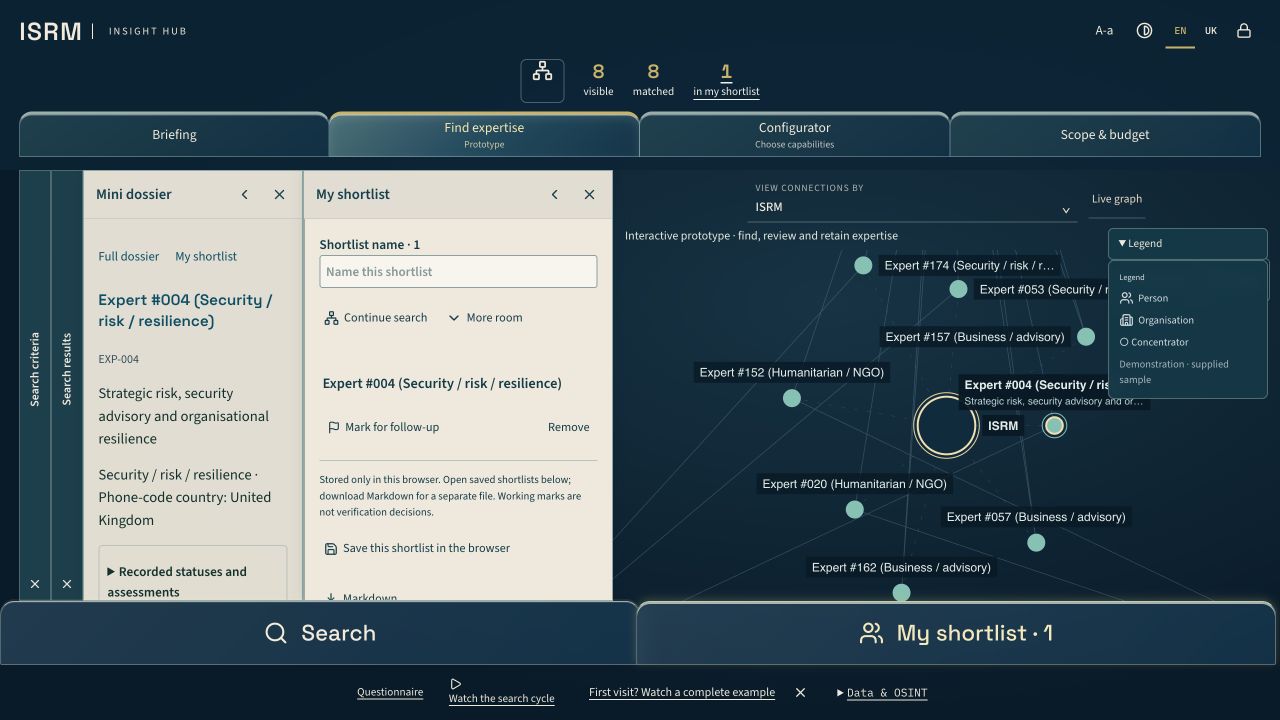 ISRM
INSIGHT HUB
A-a
EN
UK
8
visible
8
matched
1
in my shortlist
Briefing
Find expertise
Prototype
Configurator
Choose capabilities
Scope & budget
Search criteria
Search results
Mini dossier
Full dossier
My shortlist
Expert #004 (Security /
risk / resilience)
EXP-004
Strategic risk, security
advisory and organisational
resilience
Security / risk / resilience ·
Phone-code country: United
Kingdom
Recorded statuses and
assessments
My shortlist
Shortlist name · 1
Name this shortlist
Continue search
More room
Expert #004 (Security / risk / resilience)
Mark for follow-up
Remove
Stored only in this browser. Open saved shortlists below;
download Markdown for a separate file. Working marks are
not verification decisions.
Save this shortlist in the browser
Markdown
VIEW CONNECTIONS BY
ISRM
Live graph
Interactive prototype · find, review and retain expertise
Legend
Legend
Person
Organisation
Concentrator
Demonstration · supplied
sample
Expert #174 (Security / risk / r…
Expert #053 (Security / r
Expert #157 (Business / advisory)
Expert #152 (Humanitarian / NGO)
Expert #004 (Security / ris
Strategic risk, security advisory and or…
ISRM
Expert #020 (Humanitarian / NGO)
Expert #057 (Business / advisory)
Expert #162 (Business / advisory)
Search
My shortlist · 1
Questionnaire
Watch the search cycle
First visit? Watch a complete example
Data & OSINT